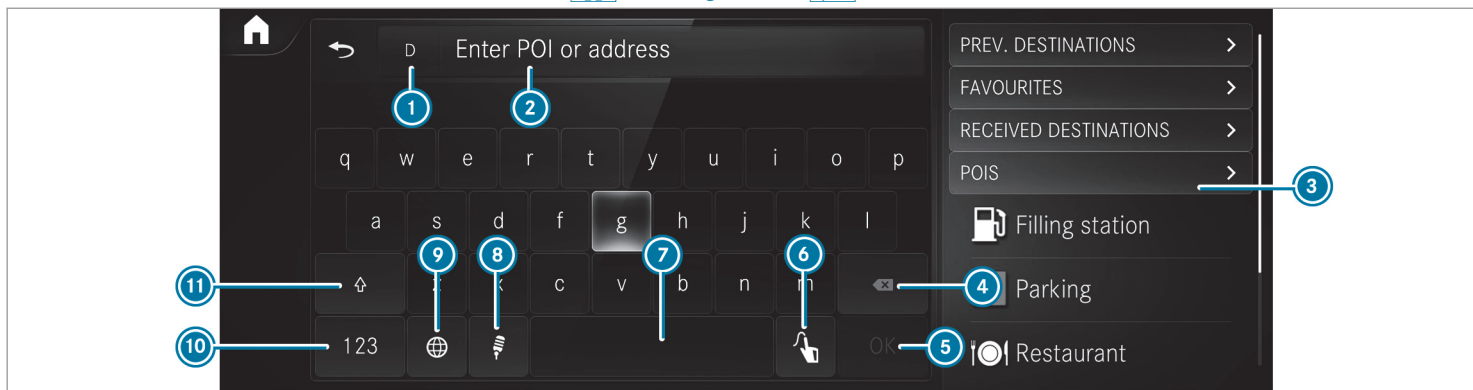 D Enter POI or address
1 2
q w e r t y u i o p
a s d f g h j k l
9 8 7 6
11 c v b n m 4
10 123 OK 5
PREV. DESTINATIONS
FAVOURITES
RECEIVED DESTINATIONS
POIS
3
Filling station
Parking
Restaurant